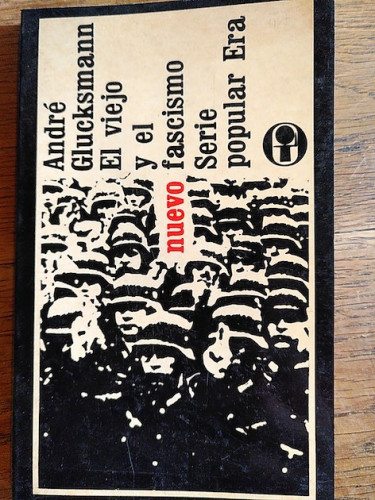 André
Glucksmann
El viejo
y el
nuevo fascismo
Serie
popular Era